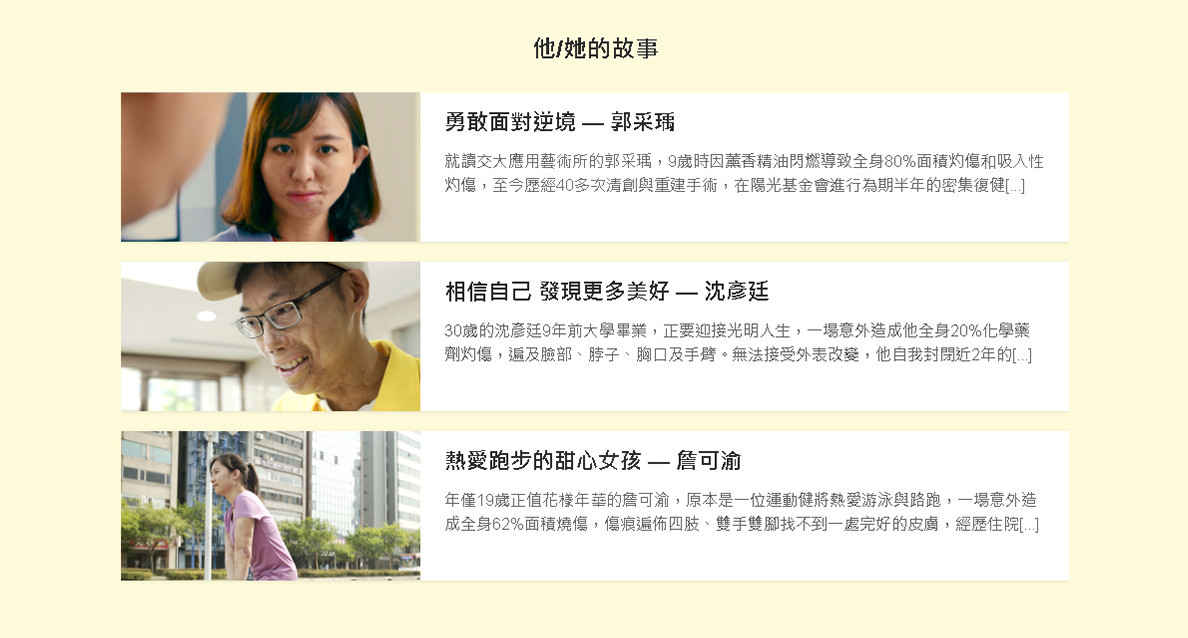 他/她的故事
勇敢面對逆境 — 郭采瑀
就讀交大應用藝術所的郭采瑀，9歲時因薰香精油閃燃導致全身80%面積灼傷和吸入性
灼傷，至今歷經40多次清創與重建手術，在陽光基金會進行為期半年的密集復健[...]
相信自己 發現更多美好 — 沈彥廷
30歲的沈彥廷9年前大學畢業，正要迎接光明人生，一場意外造成他全身20%化學藥
劑灼傷，遍及臉部、脖子、胸口及手臂。無法接受外表改變，他自我封閉近2年的[...]
熱愛跑步的甜心女孩 — 詹可渝
年僅19歲正值花樣年華的詹可渝，原本是一位運動健將熱愛游泳與路跑，一場意外造
成全身62%面積燒傷，傷痕遍佈四肢、雙手雙腳找不到一處完好的皮膚，經歷住院[...]